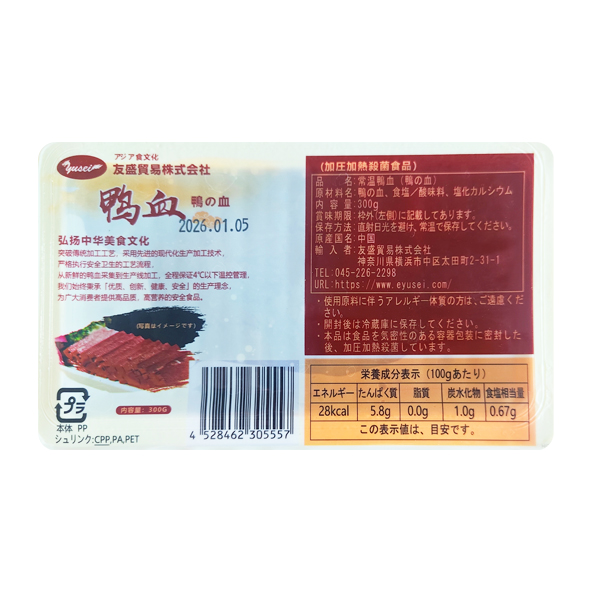 yusei
アジア食文化
友盛貿易株式会社
鸭血 鴨の血
2026.01.05
弘扬中华美食文化
突破傳统加工工艺，采用先进的现代化生产加工技术，
严格执行安全卫生的工艺流程，
从新鲜的鸭血采集到生产线加工，全程保证4℃以下温控管理，
我们始终秉承「优质、创新、健康、安全」的生产理念，
为广大消费者提供高品质、高营养的安全食品。
(写真はイメージです)
内容量：300G
プラ
本体 PP
シュリンク:CPP,PA,PET
4 528462 305557
(加圧加熱殺菌食品)
品名:常温鴨血（鴨の血）
原材料名:鴨の血、食塩／酸味料、塩化カルシウム
内容量:300g
賞味期限:枠外(左側)に記載してあります。
保存方法:直射日光を避け、常温で保存してください。
原産国名:中国
輸入者:友盛貿易株式会社
神奈川県横浜市中区太田町2-31-1
TEL:045-226-2298
URL:https://www.eyusei.com/
・使用原料に伴うアレルギー体質の方は、ご遠慮くだ
さい。
・開封後は冷蔵庫に保存してください。
・本品は食品を気密性のある容器包装に密封した
後、加圧加熱殺菌しています。
栄養成分表示（100gあたり）
エネルギー たんぱく質 脂質 炭水化物 食塩相当量
28kcal 5.8g 0.0g 1.0g 0.67g
この表示値は、目安です。